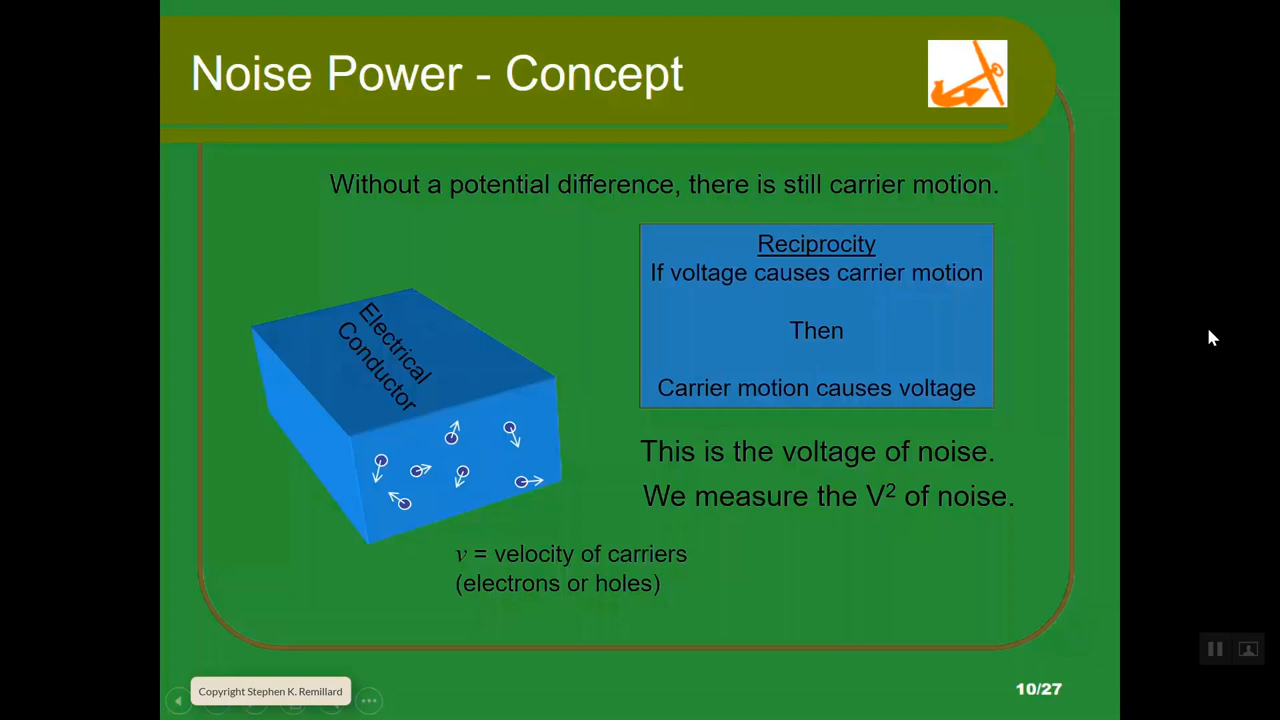 Noise Power - Concept
Without a potential difference, there is still carrier motion.
Reciprocity
If voltage causes carrier motion
Then
Carrier motion causes voltage
Electrical
Conductor
This is the voltage of noise.
We measure the V² of noise.
v = velocity of carriers
(electrons or holes)
Copyright Stephen K. Remillard
10/27